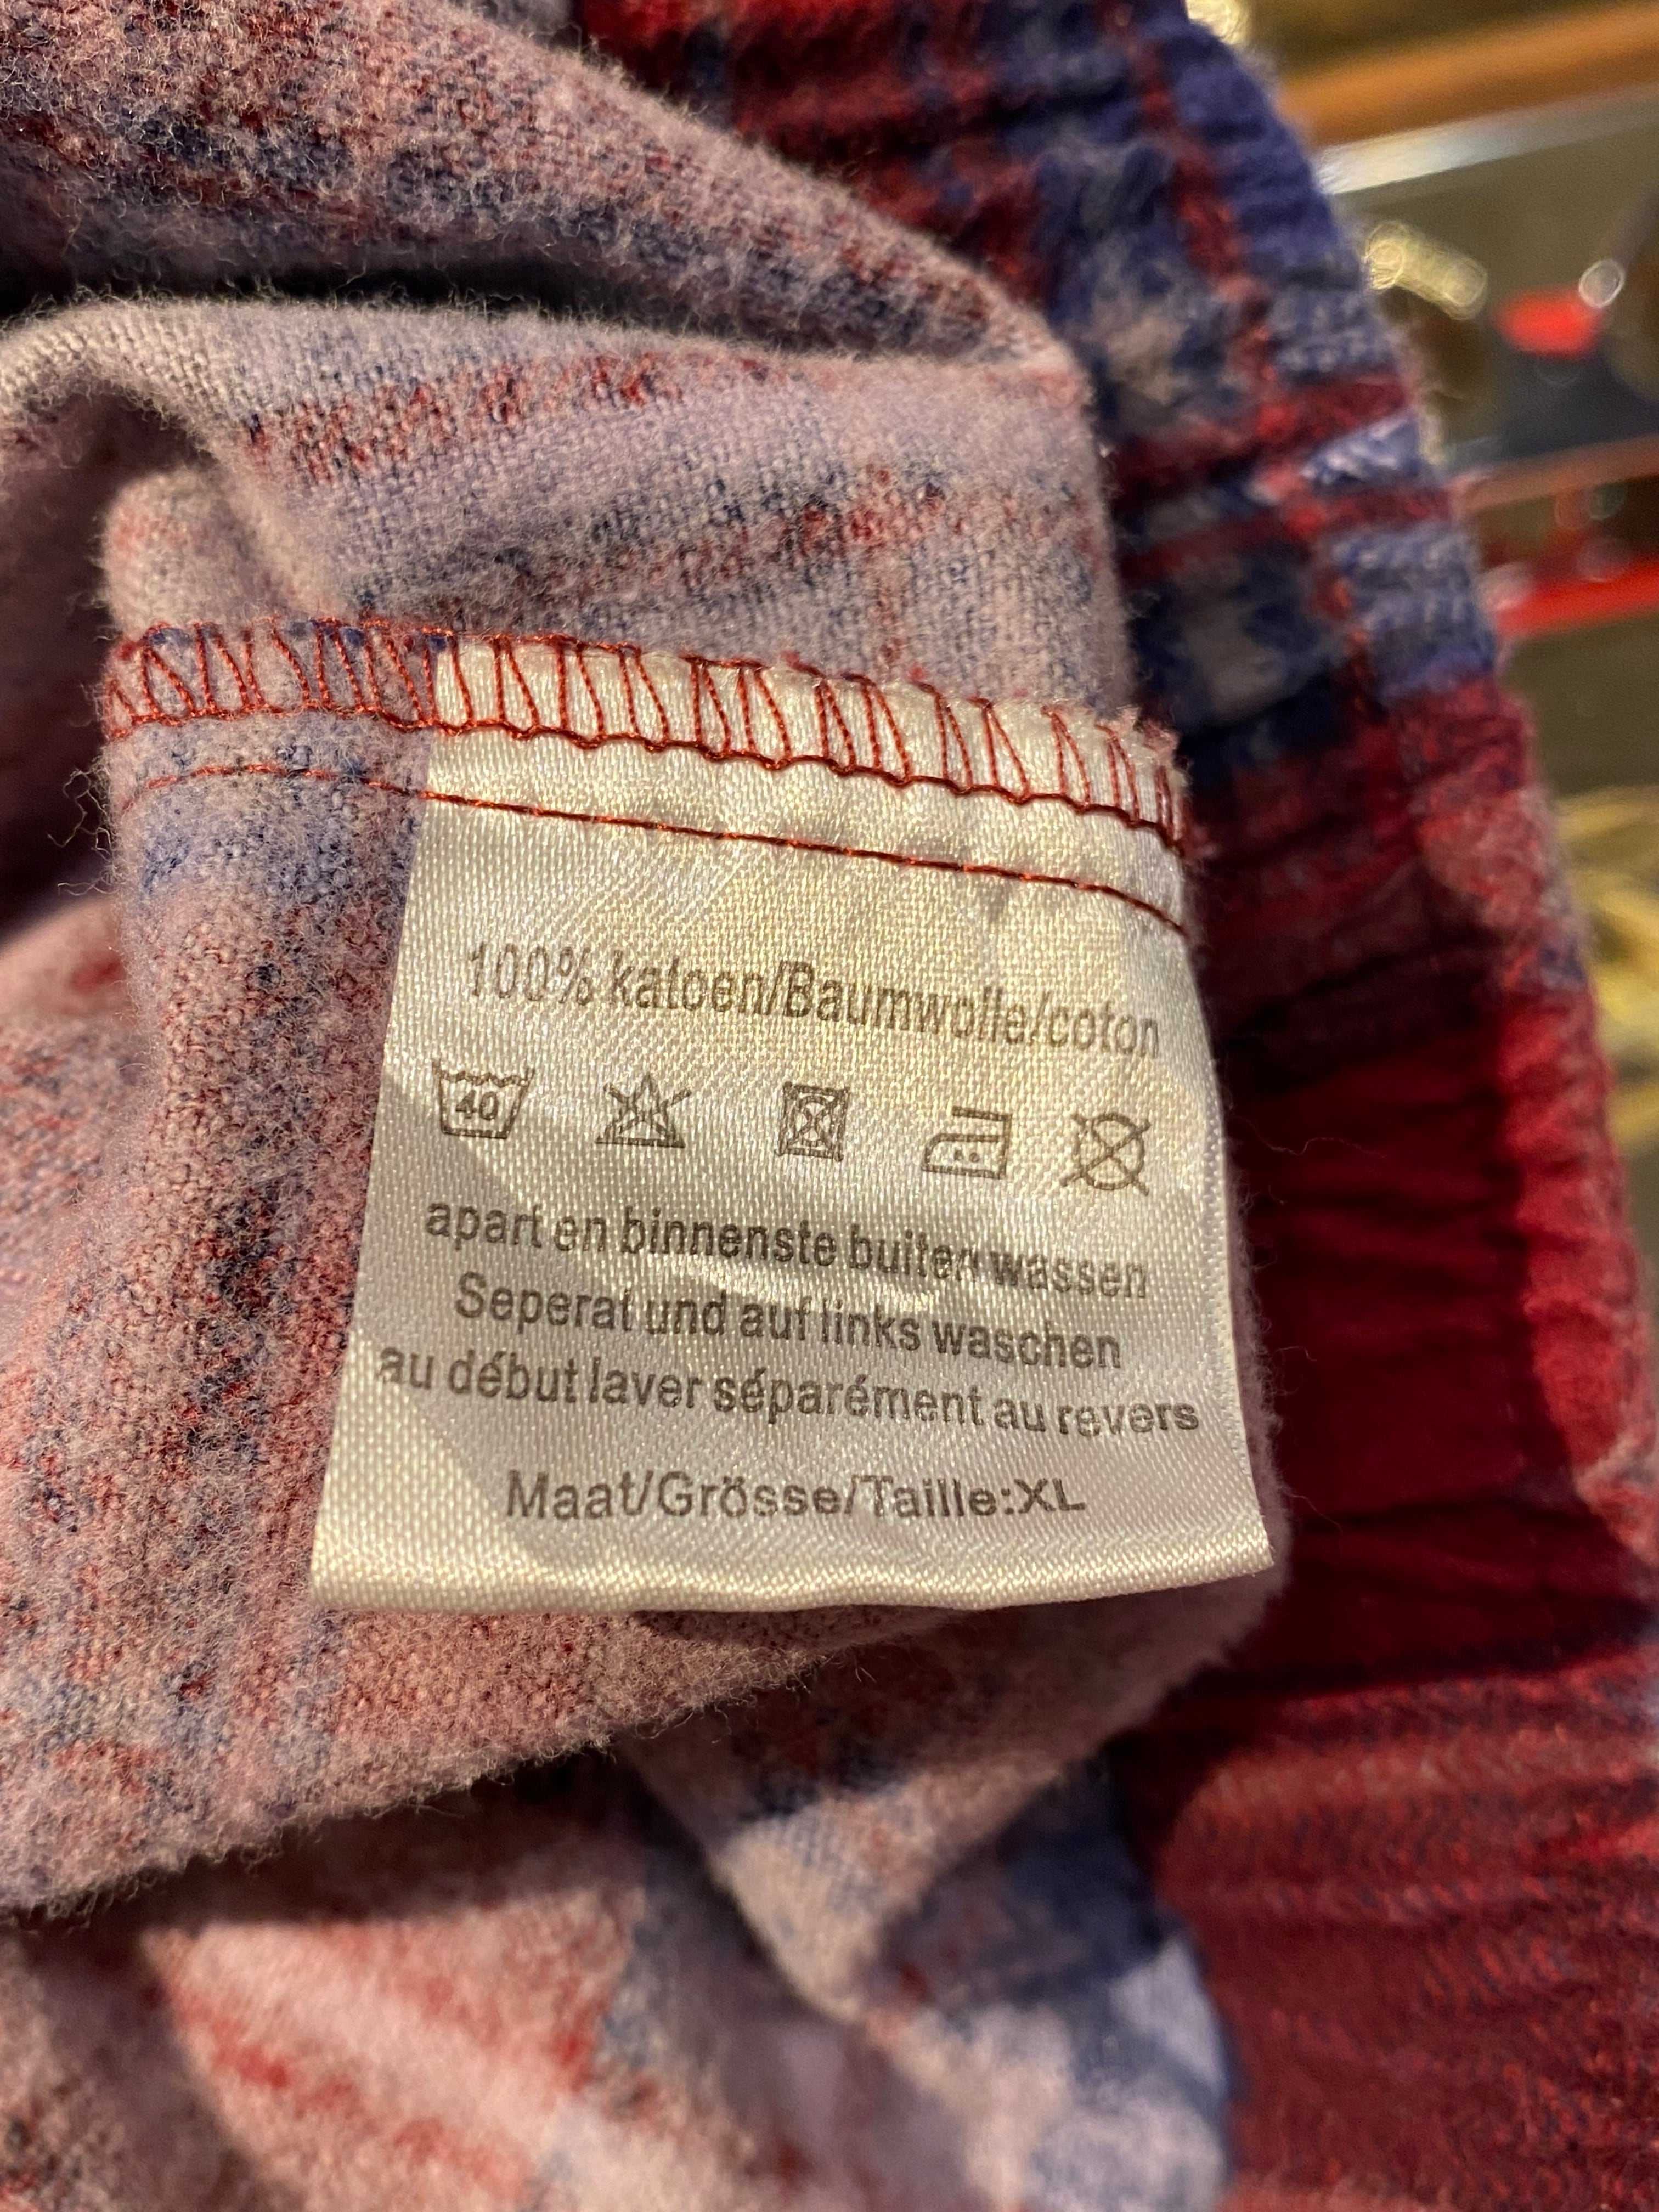 100% katoen/Baumwolle/coton
40
apart en binnenste buiten wassen
Seperat und auf links waschen
au début laver séparément au revers
Maat/Grösse/Taille:XL